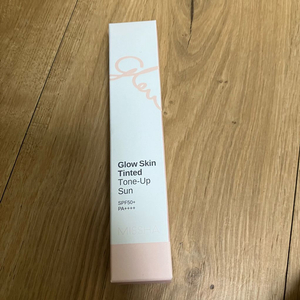 Glow
Glow Skin
Tinted
Tone-Up
Sun
SPF50+
PA++++